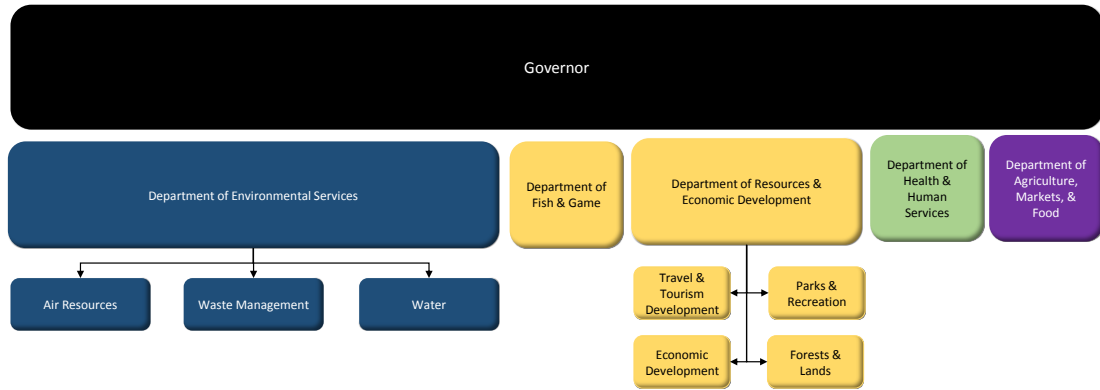 Governor
Department of Environmental Services
Department of
Fish & Game
Department of Resources &
Economic Development
Department of
Health &
Human
Services
Department of
Agriculture,
Markets, &
Food
Air Resources
Waste Management
Water
Travel &
Tourism
Development
Parks &
Recreation
Economic
Development
Forests &
Lands